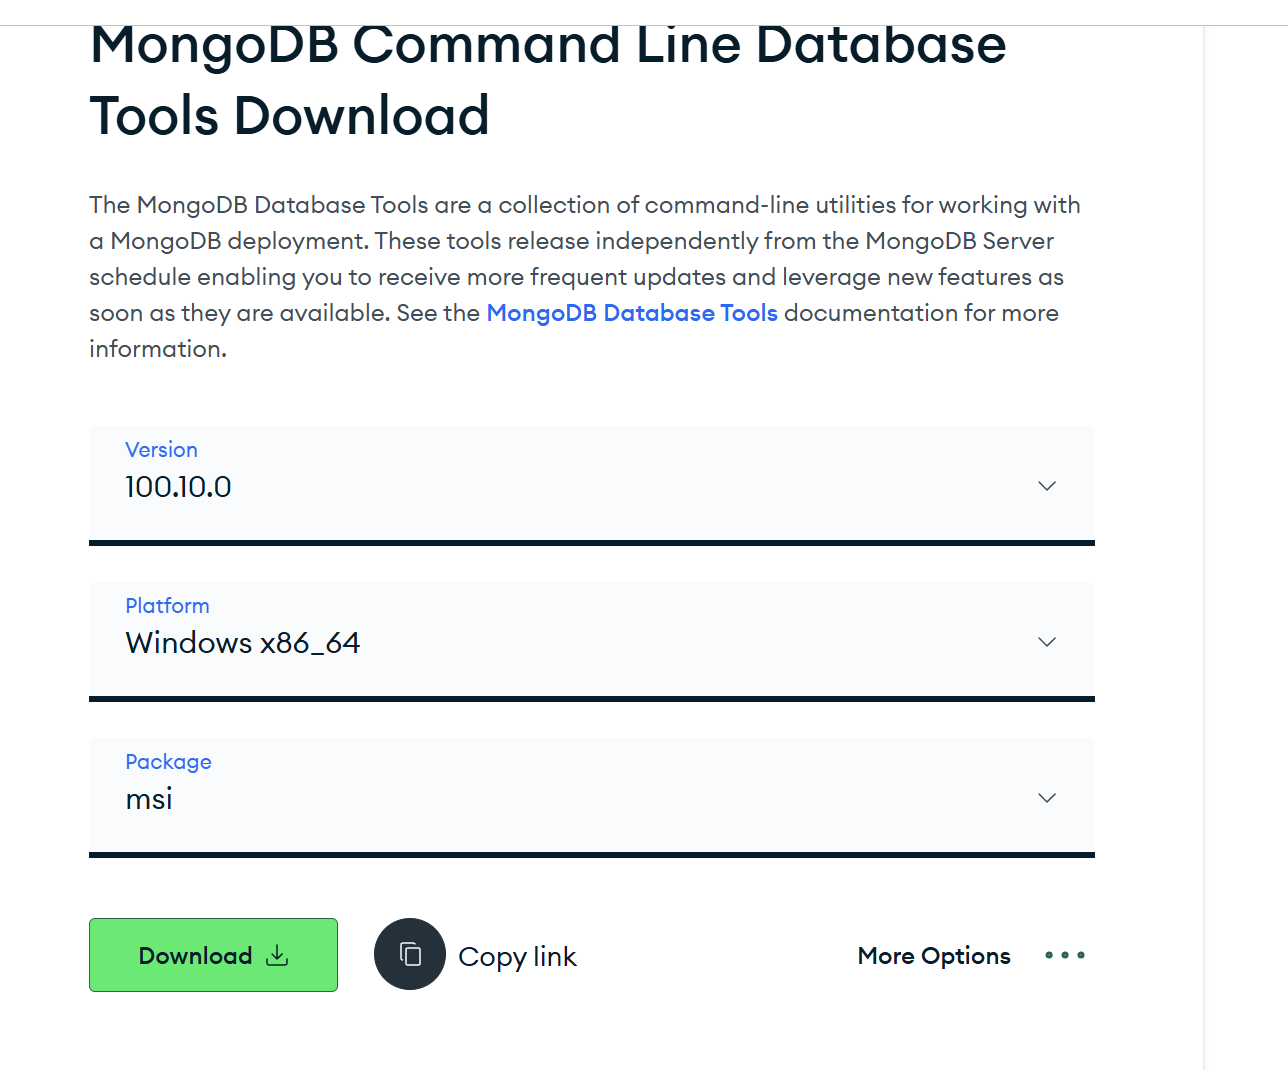 MongoDB Command Line Database
Tools Download
The MongoDB Database Tools are a collection of command-line utilities for working with
a MongoDB deployment. These tools release independently from the MongoDB Server
schedule enabling you to receive more frequent updates and leverage new features as
soon as they are available. See the MongoDB Database Tools documentation for more
information.
Version
100.10.0
Platform
Windows x86_64
Package
msi
Download
Copy link
More Options